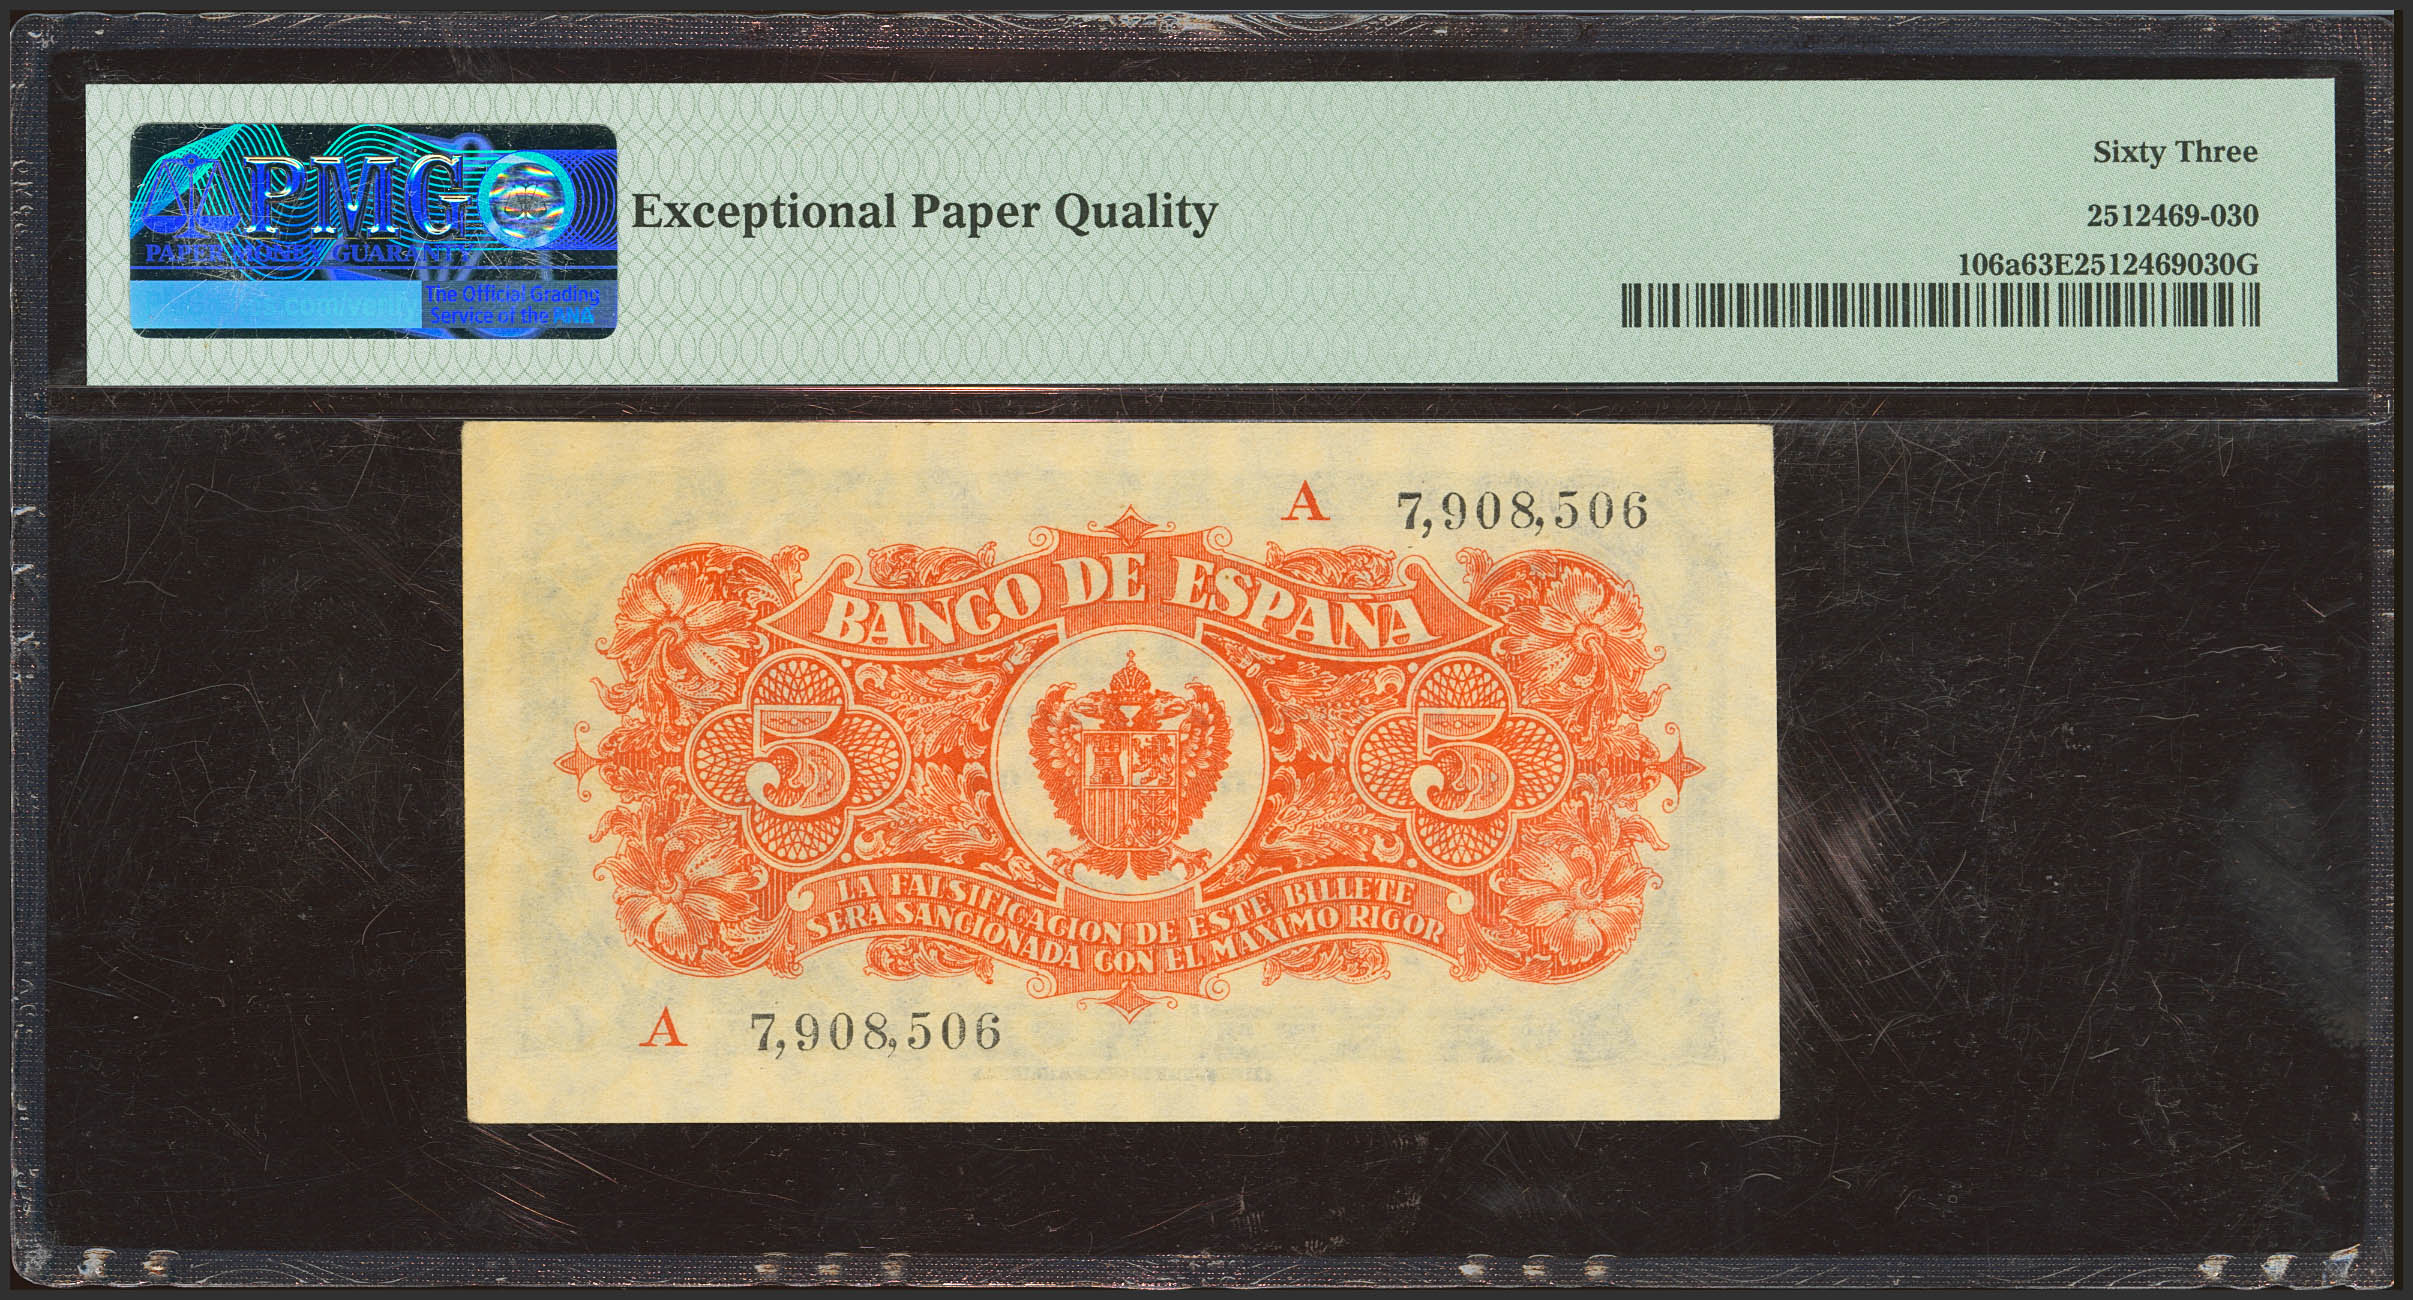 PMG
PAPER MONEY GUARANTY
.com/verify
The Official Grading
Service of the ANA
Exceptional Paper Quality
Sixty Three
2512469-030
106a63E2512469030G
A 7,908,506
BANCO DE ESPAÑA
5 5
LA FALSIFICACION DE ESTE BILLETE
SERA SANCIONADA CON EL MAXIMO RIGOR
A 7,908,506